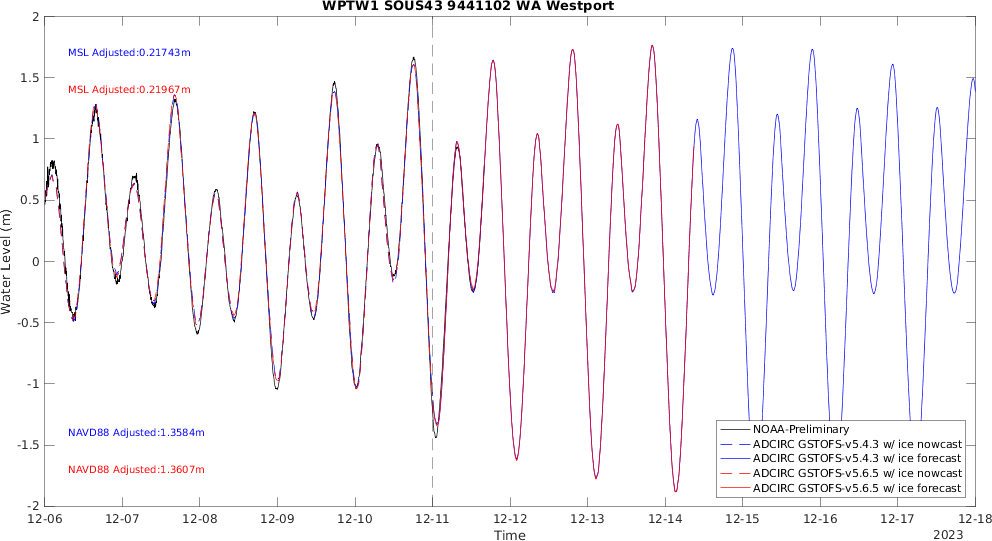 WPTW1 SOUS43 9441102 WA Westport
2
1.5
1
0.5
0
-0.5
-1
-1.5
-2
Water Level (m)
MSL Adjusted:0.21743m
MSL Adjusted:0.21967m
NAVD88 Adjusted:1.3584m
NAVD88 Adjusted:1.3607m
NOAA-Preliminary
ADCIRC GSTOFS-v5.4.3 w/ ice nowcast
ADCIRC GSTOFS-v5.4.3 w/ ice forecast
ADCIRC GSTOFS-v5.6.5 w/ ice nowcast
ADCIRC GSTOFS-v5.6.5 w/ ice forecast
12-06 12-07 12-08 12-09 12-10 12-11 12-12 12-13 12-14 12-15 12-16 12-17 12-18
Time
2023